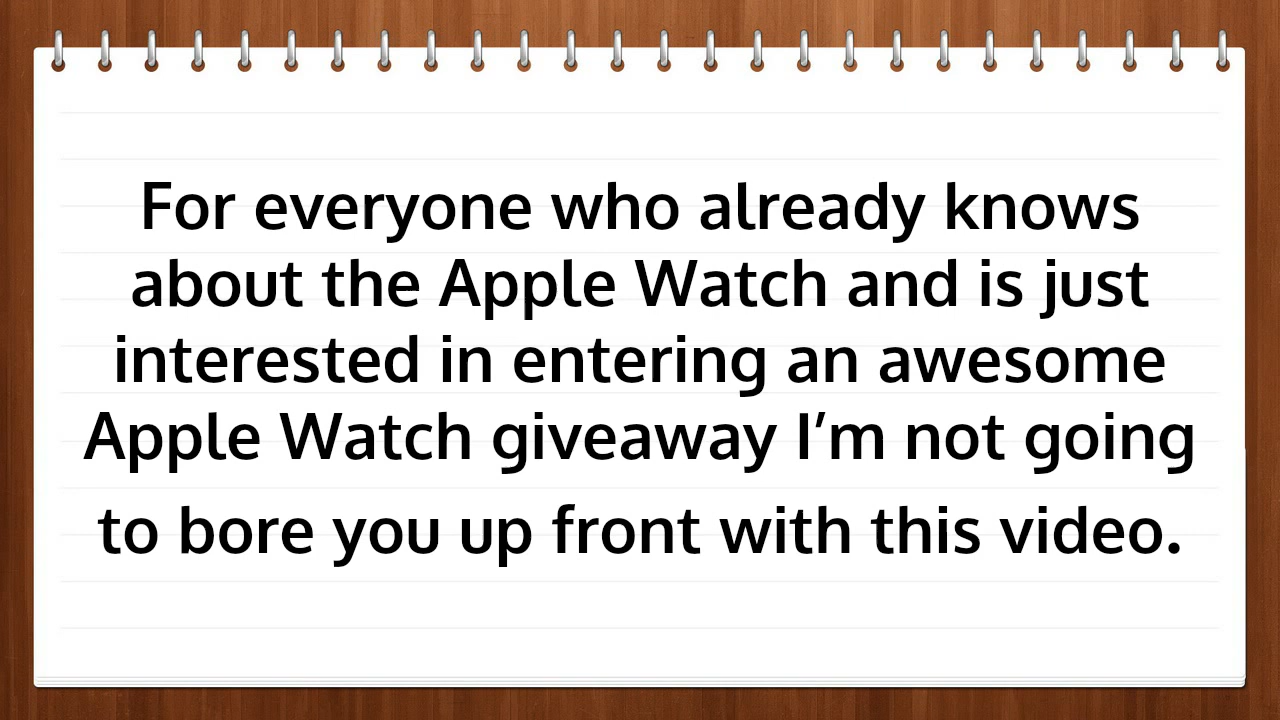 For everyone who already knows
about the Apple Watch and is just
interested in entering an awesome
Apple Watch giveaway I’m not going
to bore you up front with this video.